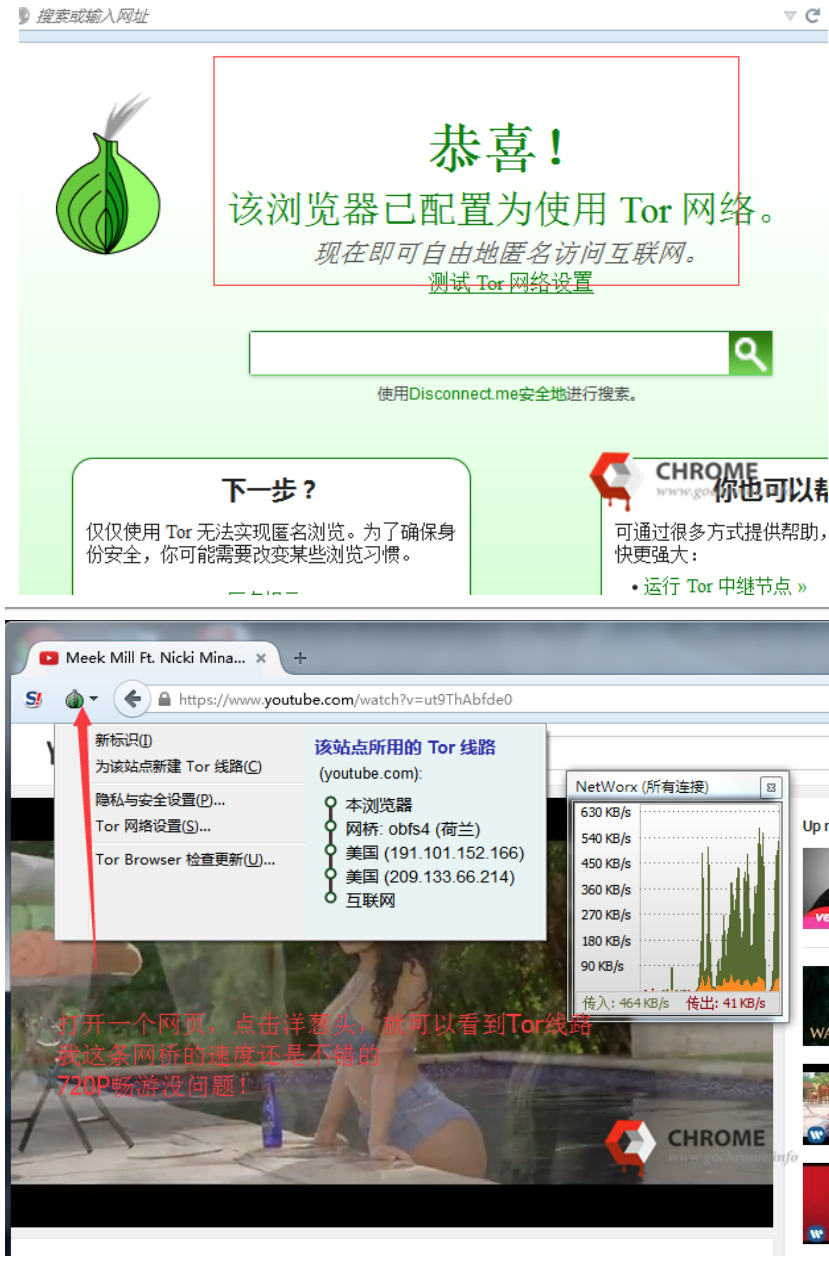 搜索或输入网址
恭喜！
该浏览器已配置为使用 Tor 网络。
现在即可自由地匿名访问互联网。
测试 Tor 网络设置
使用Disconnect.me安全地进行搜索。
下一步？
仅仅使用 Tor 无法实现匿名浏览。为了确保身
份安全，你可能需要改变某些浏览习惯。
CHROME
你也可以帮
可通过很多方式提供帮助，
快更强大：
• 运行 Tor 中继节点 »
Meek Mill Ft. Nicki Mina...
S!
https://www.youtube.com/watch?v=ut9ThAbfde0
新标识(I)
为该站点新建 Tor 线路(C)
隐私与安全设置(P)...
Tor 网络设置(S)...
Tor Browser 检查更新(U)...
该站点所用的 Tor 线路
(youtube.com):
本浏览器
网桥: obfs4 (荷兰)
美国 (191.101.152.166)
美国 (209.133.66.214)
互联网
NetWorx (所有连接)
630 KB/s
540 KB/s
450 KB/s
360 KB/s
270 KB/s
180 KB/s
90 KB/s
传入: 464 KB/s 传出: 41 KB/s
Up n
打开一个网页，点击洋葱头，就可以看到Tor线路
我这条网桥的速度还是不错的
720P畅游没问题！
CHROME
www.gochrome.info